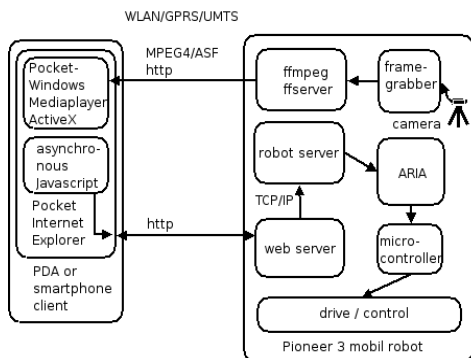 WLAN/GPRS/UMTS
Pocket-
Windows
Mediaplayer
ActiveX
asynchro-
nous
Javascript
Pocket
Internet
Explorer
PDA or
smartphone
client
MPEG4/ASF
http
http
ffmpeg
ffserver
frame-
grabber
camera
robot server
ARIA
TCP/IP
web server
micro-
controller
drive / control
Pioneer 3 mobil robot